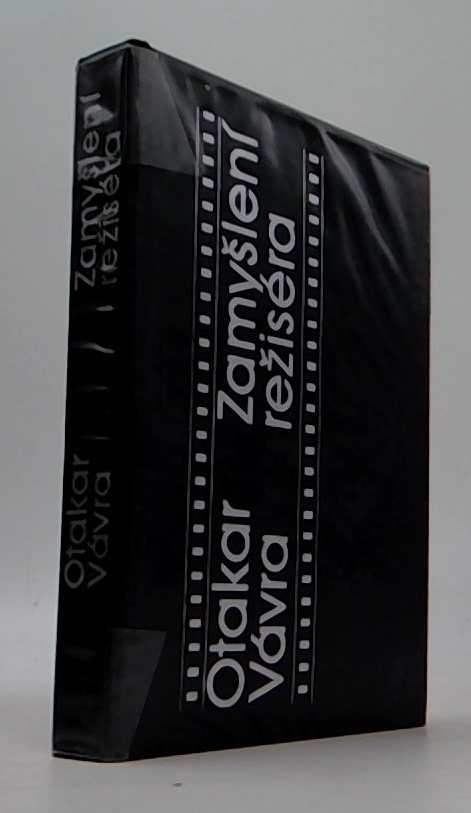 Otakar
Vávra
Zamyšlení
režiséra
Otakar
Vávra
Zamyšlení
režiséra